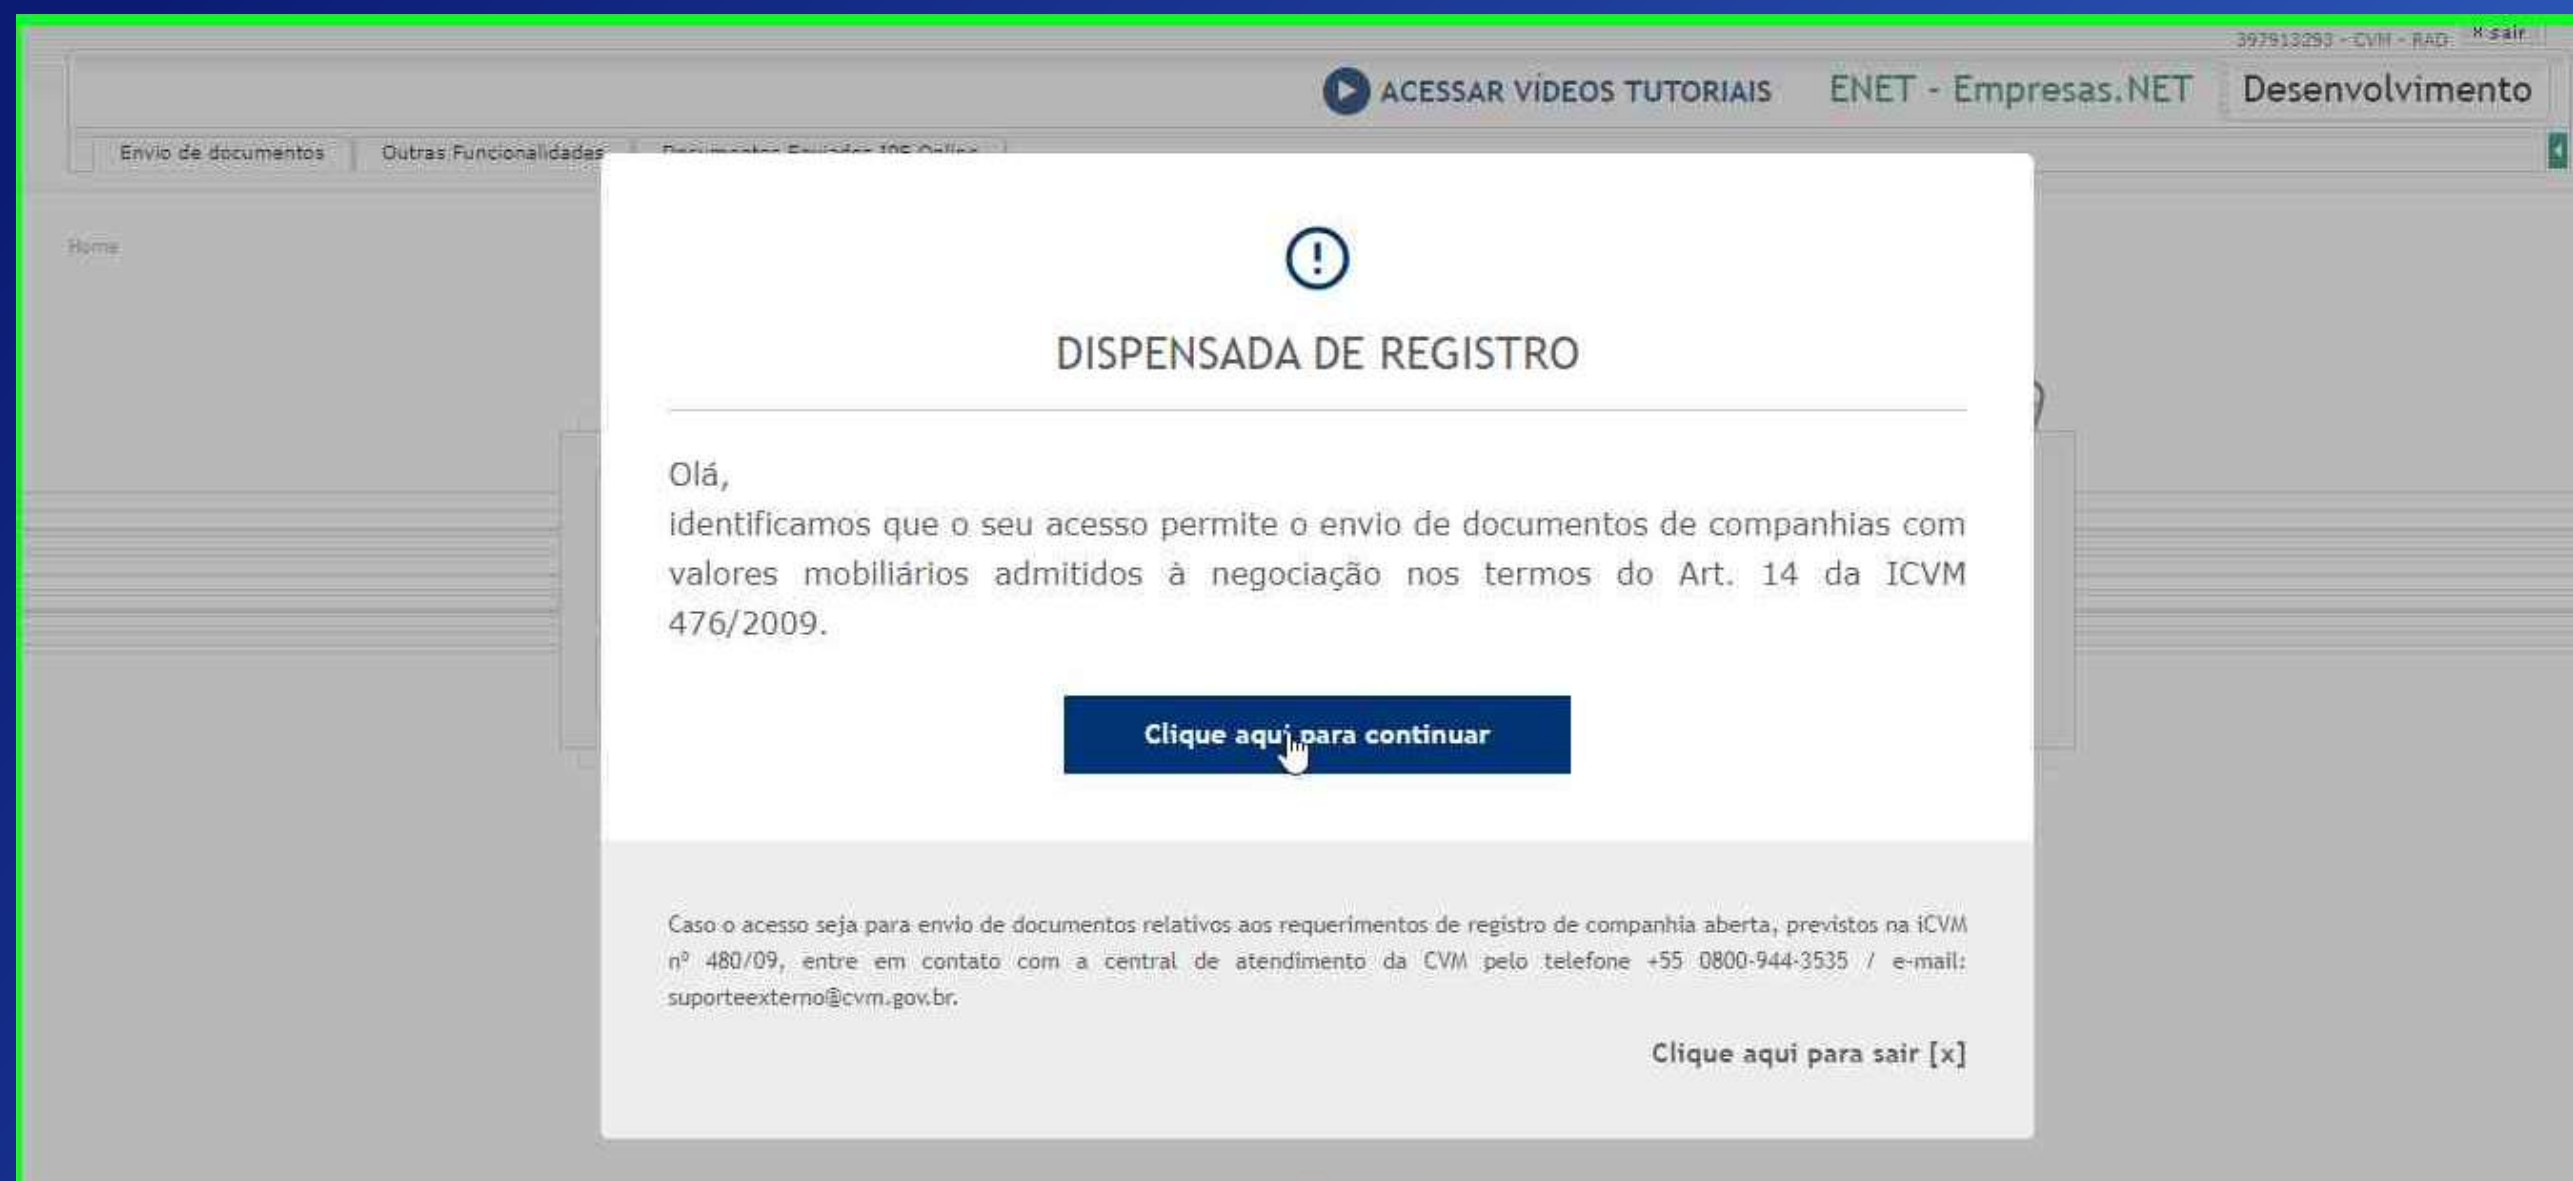 397913293 - CVM - RAD X sair
ACESSAR VÍDEOS TUTORIAIS ENET - Empresas.NET Desenvolvimento
Envio de documentos Outras Funcionalidades Documentos Enviados IPE Online
Home
DISPENSADA DE REGISTRO
Olá,
identificamos que o seu acesso permite o envio de documentos de companhias com
valores mobiliários admitidos à negociação nos termos do Art. 14 da ICVM
476/2009.
Clique aqui para continuar
Caso o acesso seja para envio de documentos relativos aos requerimentos de registro de companhia aberta, previstos na iCVM
nº 480/09, entre em contato com a central de atendimento da CVM pelo telefone +55 0800-944-3535 / e-mail:
suporteexterno@cvm.gov.br.
Clique aqui para sair [x]